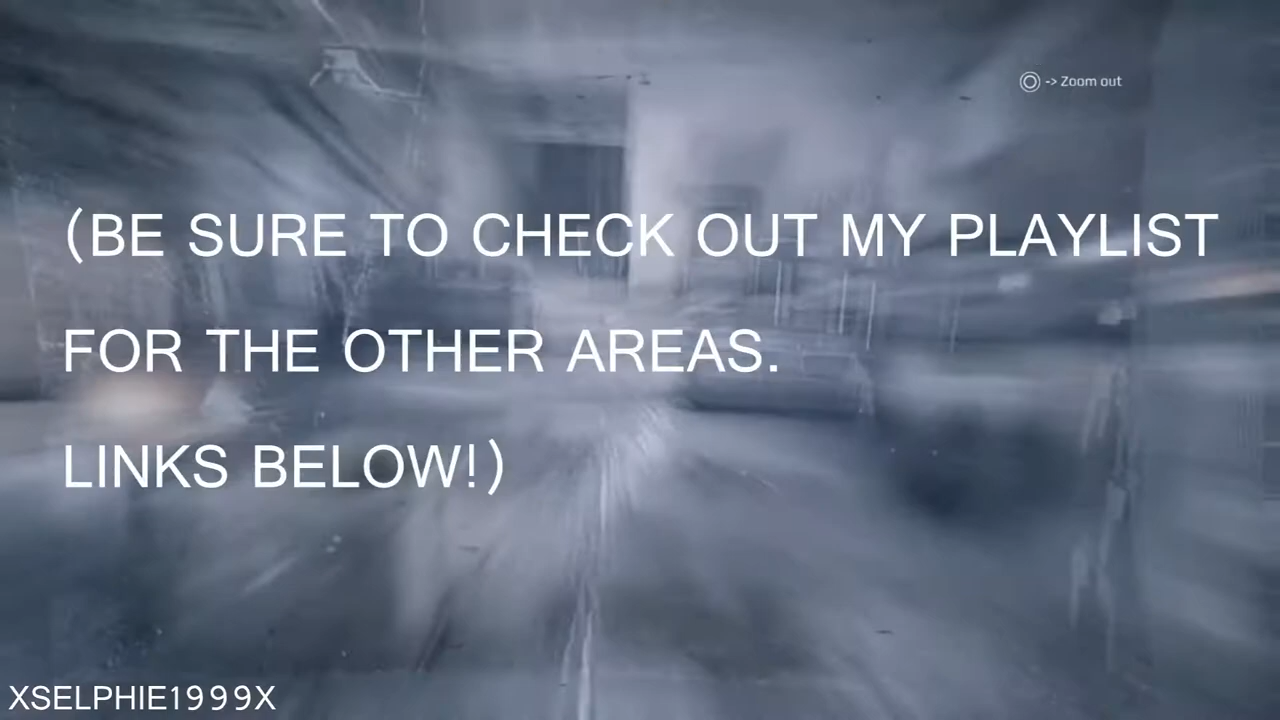 -> Zoom out
(BE SURE TO CHECK OUT MY PLAYLIST
FOR THE OTHER AREAS.
LINKS BELOW!)
XSELPHIE1999X